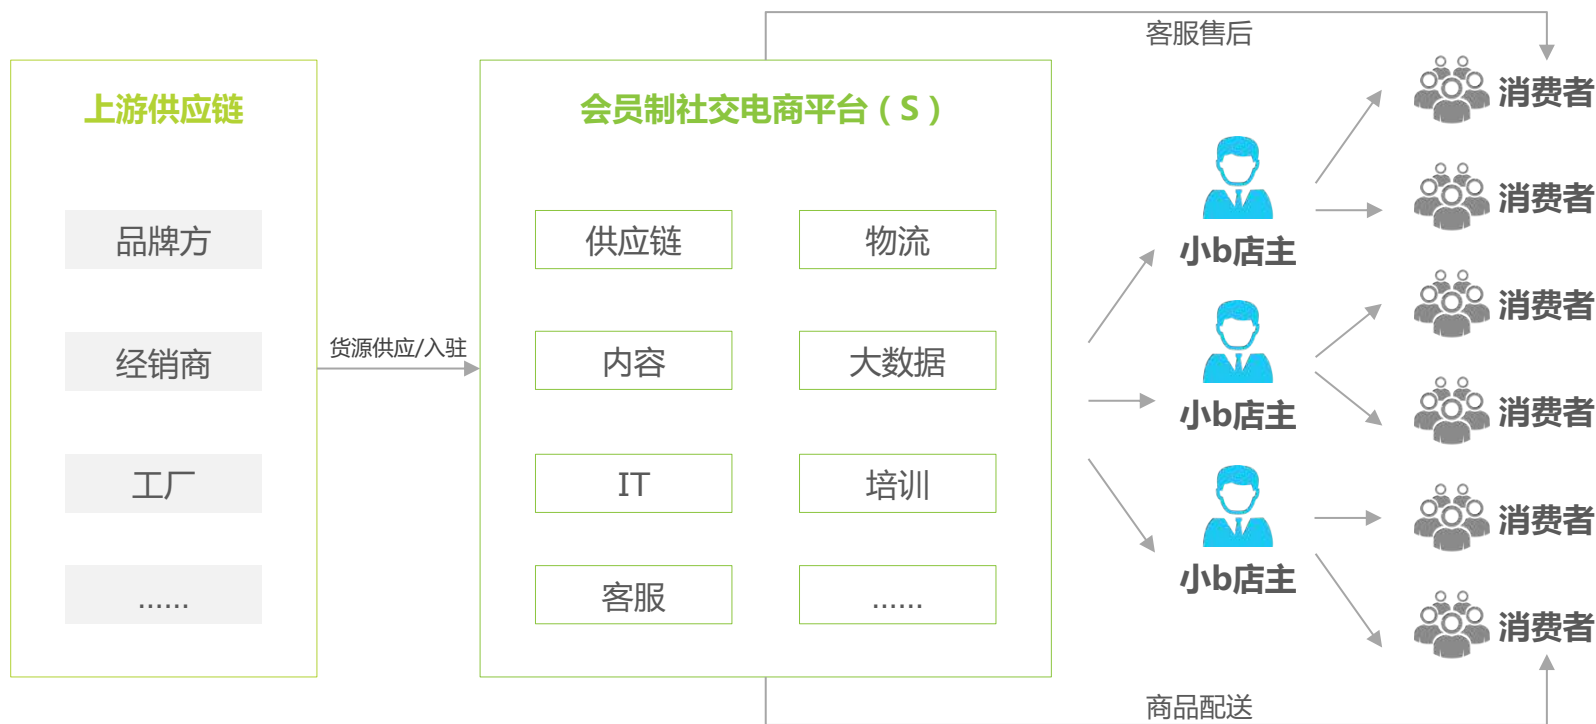 客服售后
上游供应链
会员制社交电商平台（S）
品牌方
经销商
工厂
……
货源供应/入驻
供应链
物流
内容
大数据
IT
培训
客服
……
小b店主
小b店主
小b店主
消费者
消费者
消费者
消费者
消费者
消费者
商品配送